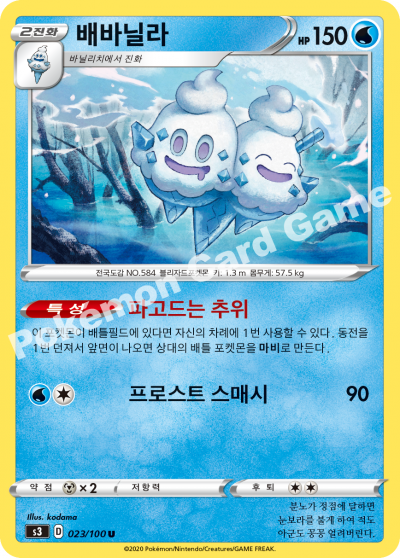 2진화
배바닐라
HP 150
바닐리치에서 진화
전국도감 NO.584 블리자드포켓몬 키: 1.3 m 몸무게: 57.5 kg
특성 파고드는 추위
이 포켓몬이 배틀필드에 있다면 자신의 차례에 1번 사용할 수 있다. 동전을
1번 던져서 앞면이 나오면 상대의 배틀 포켓몬을 마비로 만든다.
프로스트 스매시 90
약점 ×2 저항력 후퇴
분노가 정점에 달하면
눈보라를 불게 하여 적도
아군도 꽁꽁 얼려버린다.
Illus. kodama
s3 D 023/100 U
©2020 Pokémon/Nintendo/Creatures/GAME FREAK.
Pokémon Card Game